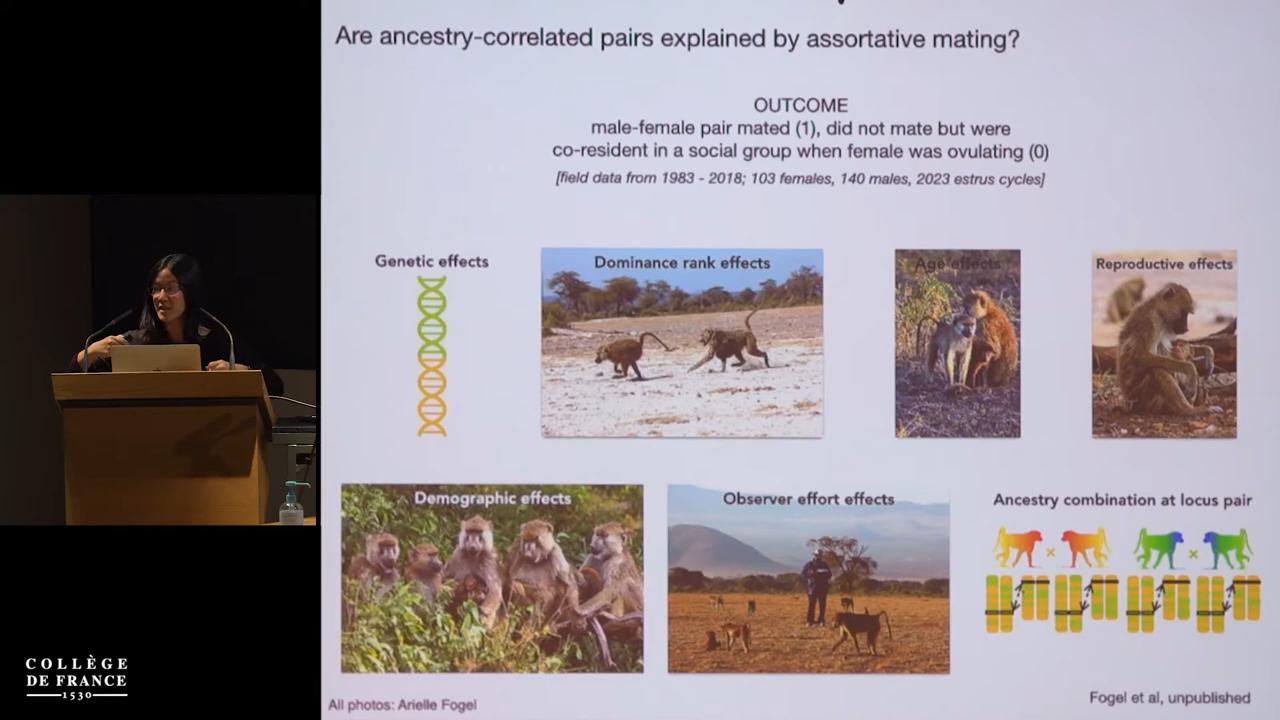 Are ancestry-correlated pairs explained by assortative mating?
OUTCOME
male-female pair mated (1), did not mate but were
co-resident in a social group when female was ovulating (0)
[field data from 1983 - 2018; 103 females, 140 males, 2023 estrus cycles]
Genetic effects
Dominance rank effects
Age effects
Reproductive effects
Demographic effects
Observer effort effects
Ancestry combination at locus pair
× ×
All photos: Arielle Fogel
Fogel et al, unpublished
COLLÈGE
DE FRANCE
1530